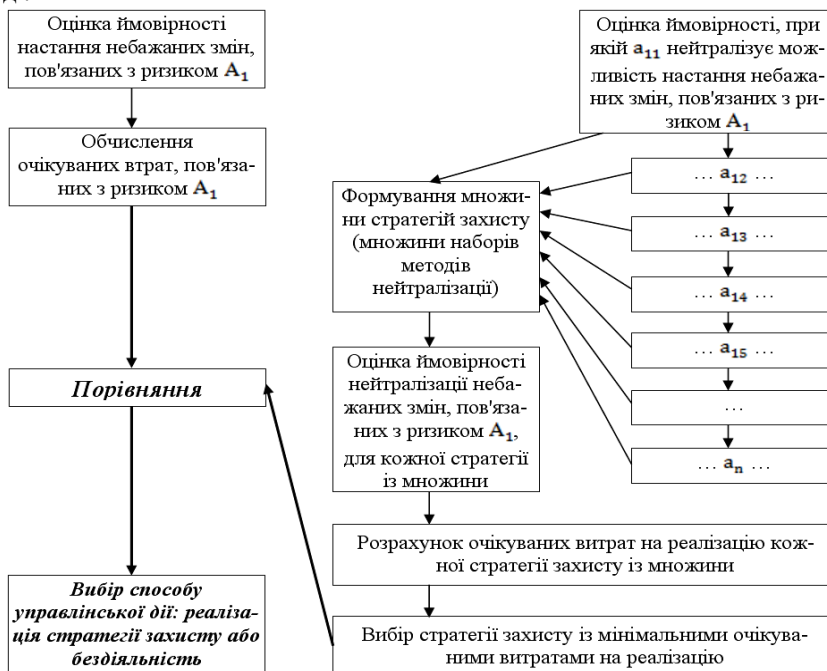 Оцінка ймовірності
настання небажаних змін,
пов'язаних з ризиком A₁
Обчислення
очікуваних втрат, пов'яза-
них з ризиком A₁
Порівняння
Вибір способу
управлінської дії: реаліза-
ція стратегії захисту або
бездіяльність
Оцінка ймовірності, при
якій a₁₁ нейтралізує мож-
ливість настання небажа-
них змін, пов'язаних з ри-
зиком A₁
... a₁₂ ...
... a₁₃ ...
... a₁₄ ...
... a₁₅ ...
...
... aₙ ...
Формування множи-
ни стратегій захисту
(множини наборів
методів
нейтралізації)
Оцінка ймовірності
нейтралізації неба-
жаних змін, пов'яза-
них з ризиком A₁,
для кожної стратегії
із множини
Розрахунок очікуваних витрат на реалізацію кож-
ної стратегії захисту із множини
Вибір стратегії захисту із мінімальними очікува-
ними витратами на реалізацію